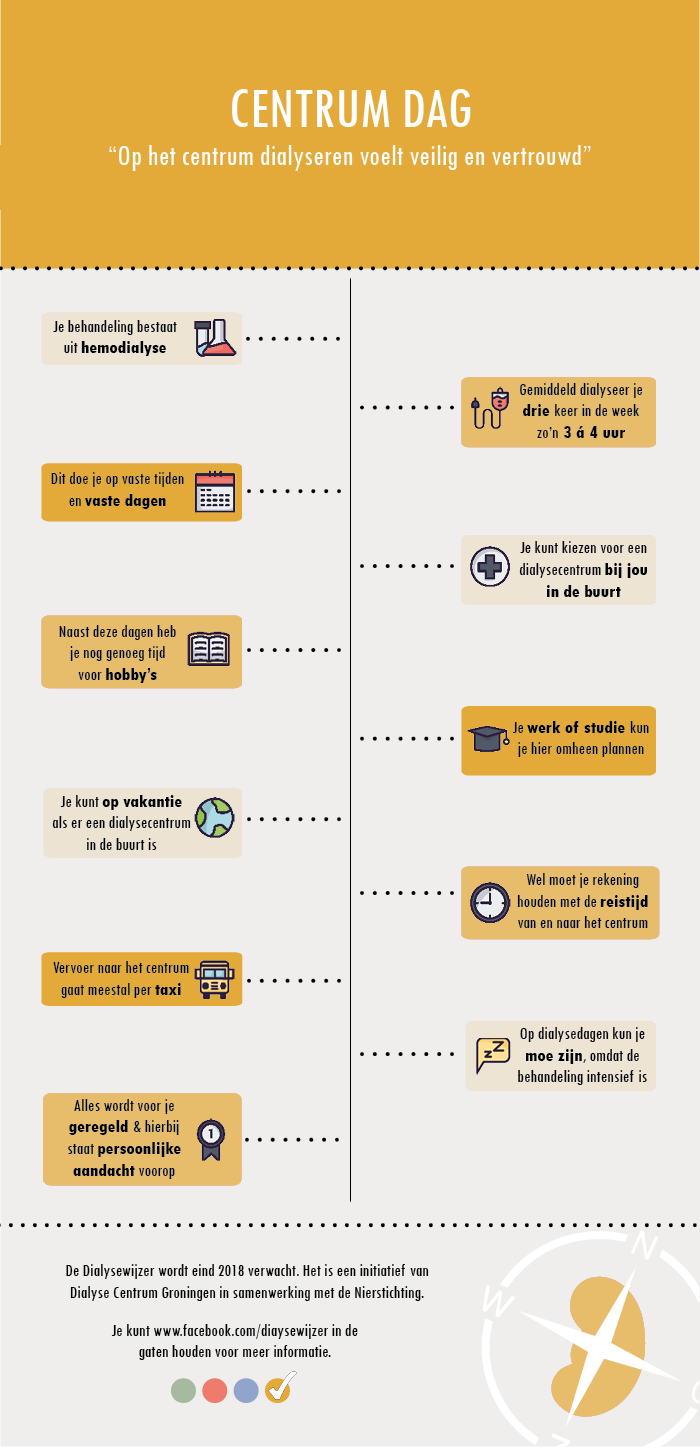 CENTRUM DAG
“Op het centrum dialyseren voelt veilig en vertrouwd”
Je behandeling bestaat
uit hemodialyse
Gemiddeld dialyseer je
drie keer in de week
zo'n 3 á 4 uur
Dit doe je op vaste tijden
en vaste dagen
Je kunt kiezen voor een
dialysecentrum bij jou
in de buurt
Naast deze dagen heb
je nog genoeg tijd
voor hobby's
Je werk of studie kun
je hier omheen plannen
Je kunt op vakantie
als er een dialysecentrum
in de buurt is
Wel moet je rekening
houden met de reistijd
van en naar het centrum
Vervoer naar het centrum
gaat meestal per taxi
Op dialysedagen kun je
moe zijn, omdat de
behandeling intensief is
zZ
Alles wordt voor je
geregeld & hierbij
staat persoonlijke
aandacht voorop
1
De Dialysewijzer wordt eind 2018 verwacht. Het is een initiatief van
Dialyse Centrum Groningen in samenwerking met de Nierstichting.
Je kunt www.facebook.com/diaysewijzer in de
gaten houden voor meer informatie.
N
W
O
Z